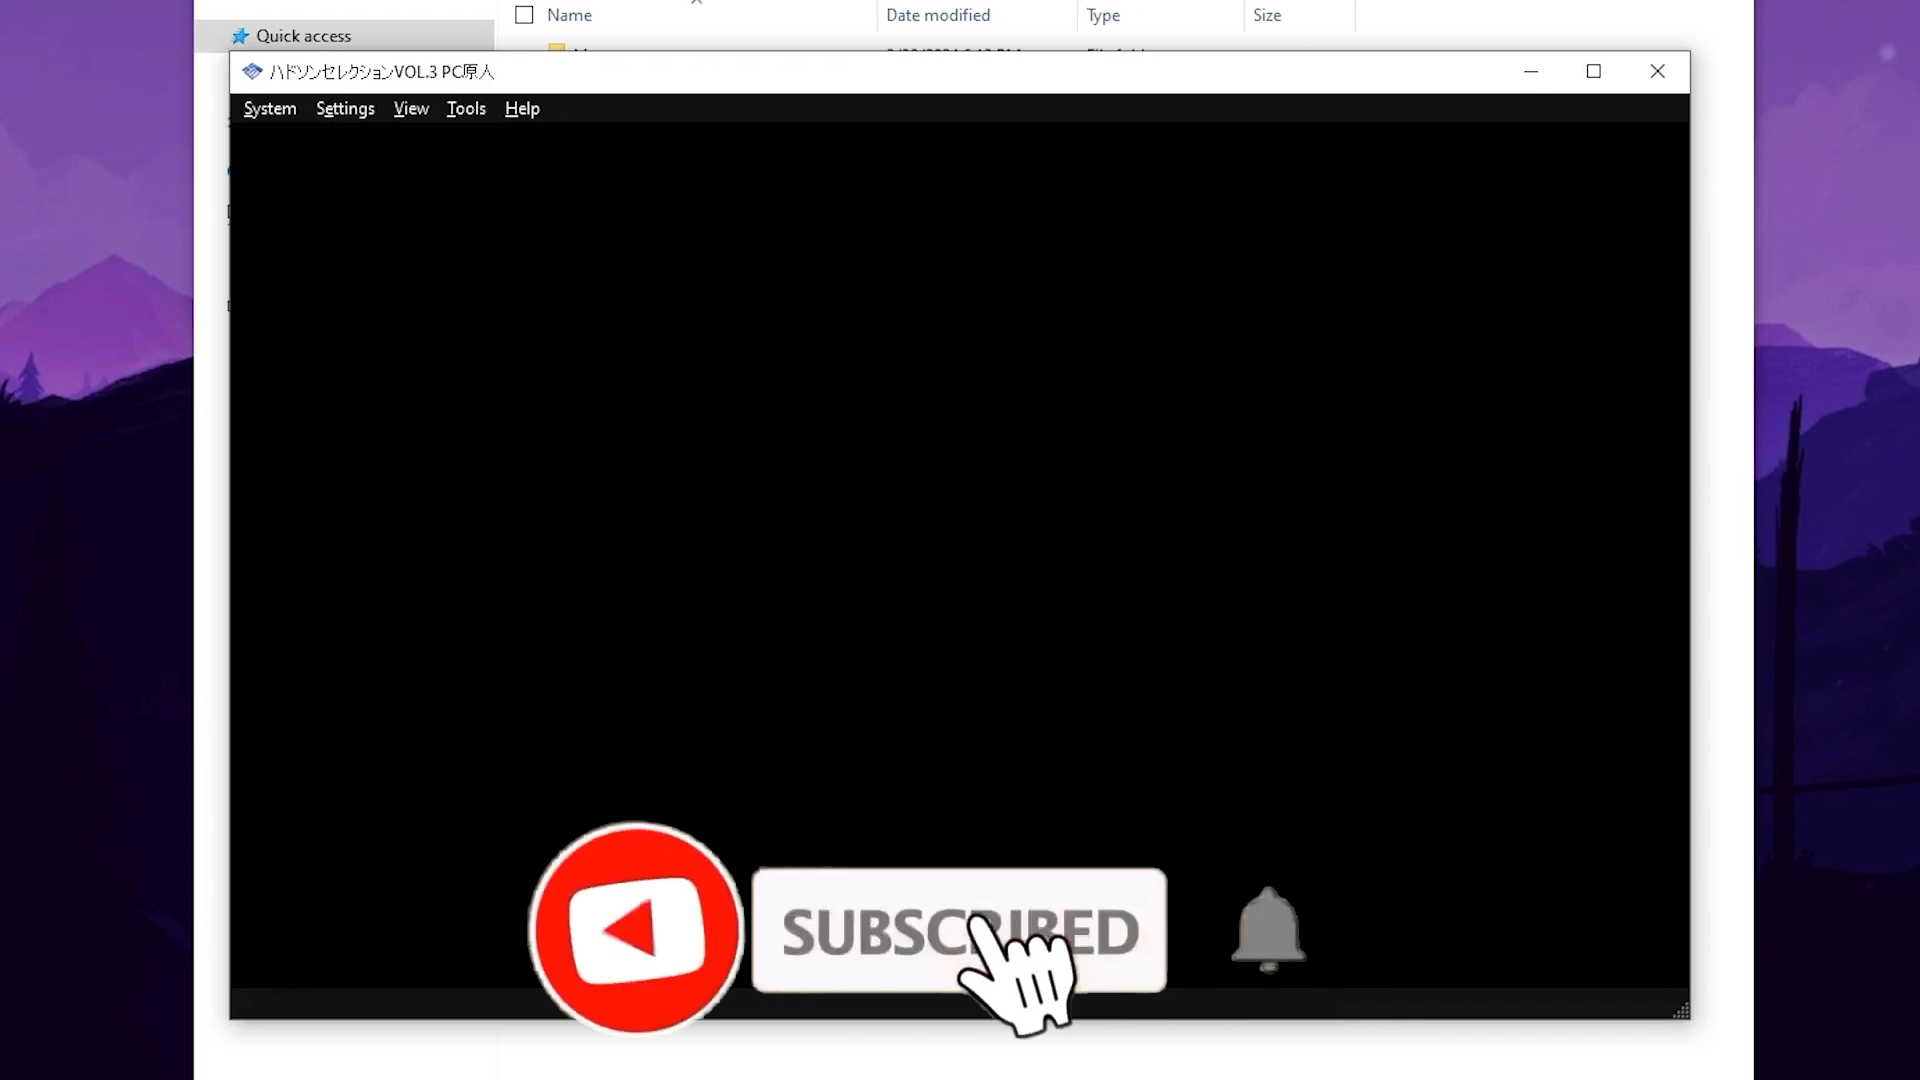 Name Date modified Type Size
Quick access
ハドソンセレクションVOL.3 PC原人
System Settings View Tools Help
SUBSCRIBED